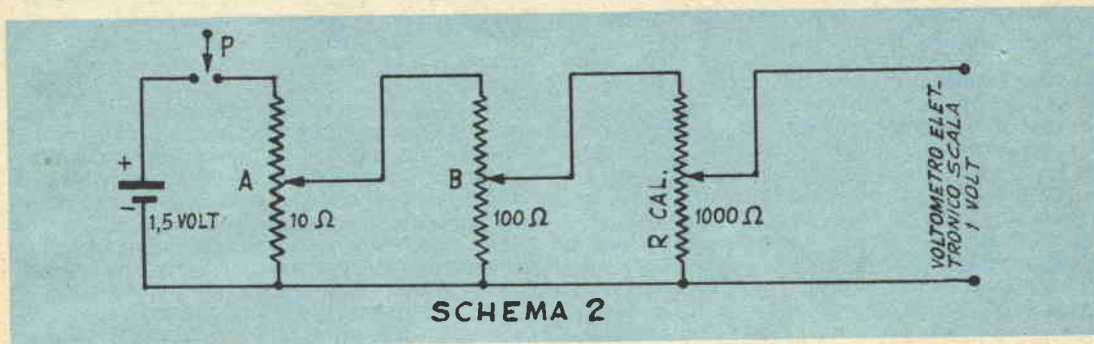 P
+
-
1,5 VOLT
A
10 Ω
B
100 Ω
R CAL.
1000 Ω
VOLTOMETRO ELET-
TRONICO SCALA
1 VOLT
SCHEMA 2